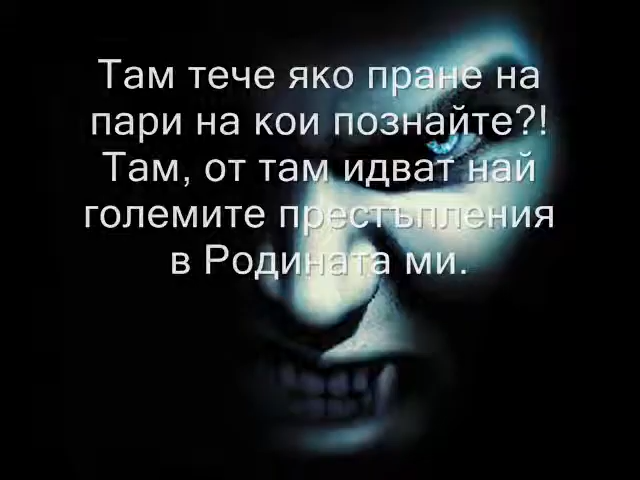 Там тече яко пране на
пари на кои познайте?!
Там, от там идват най
големите престъпления
в Родината ми.